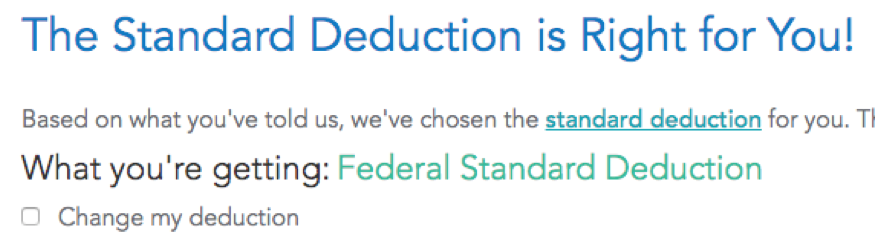 The Standard Deduction is Right for You!
Based on what you've told us, we've chosen the standard deduction for you.
What you're getting: Federal Standard Deduction
Change my deduction